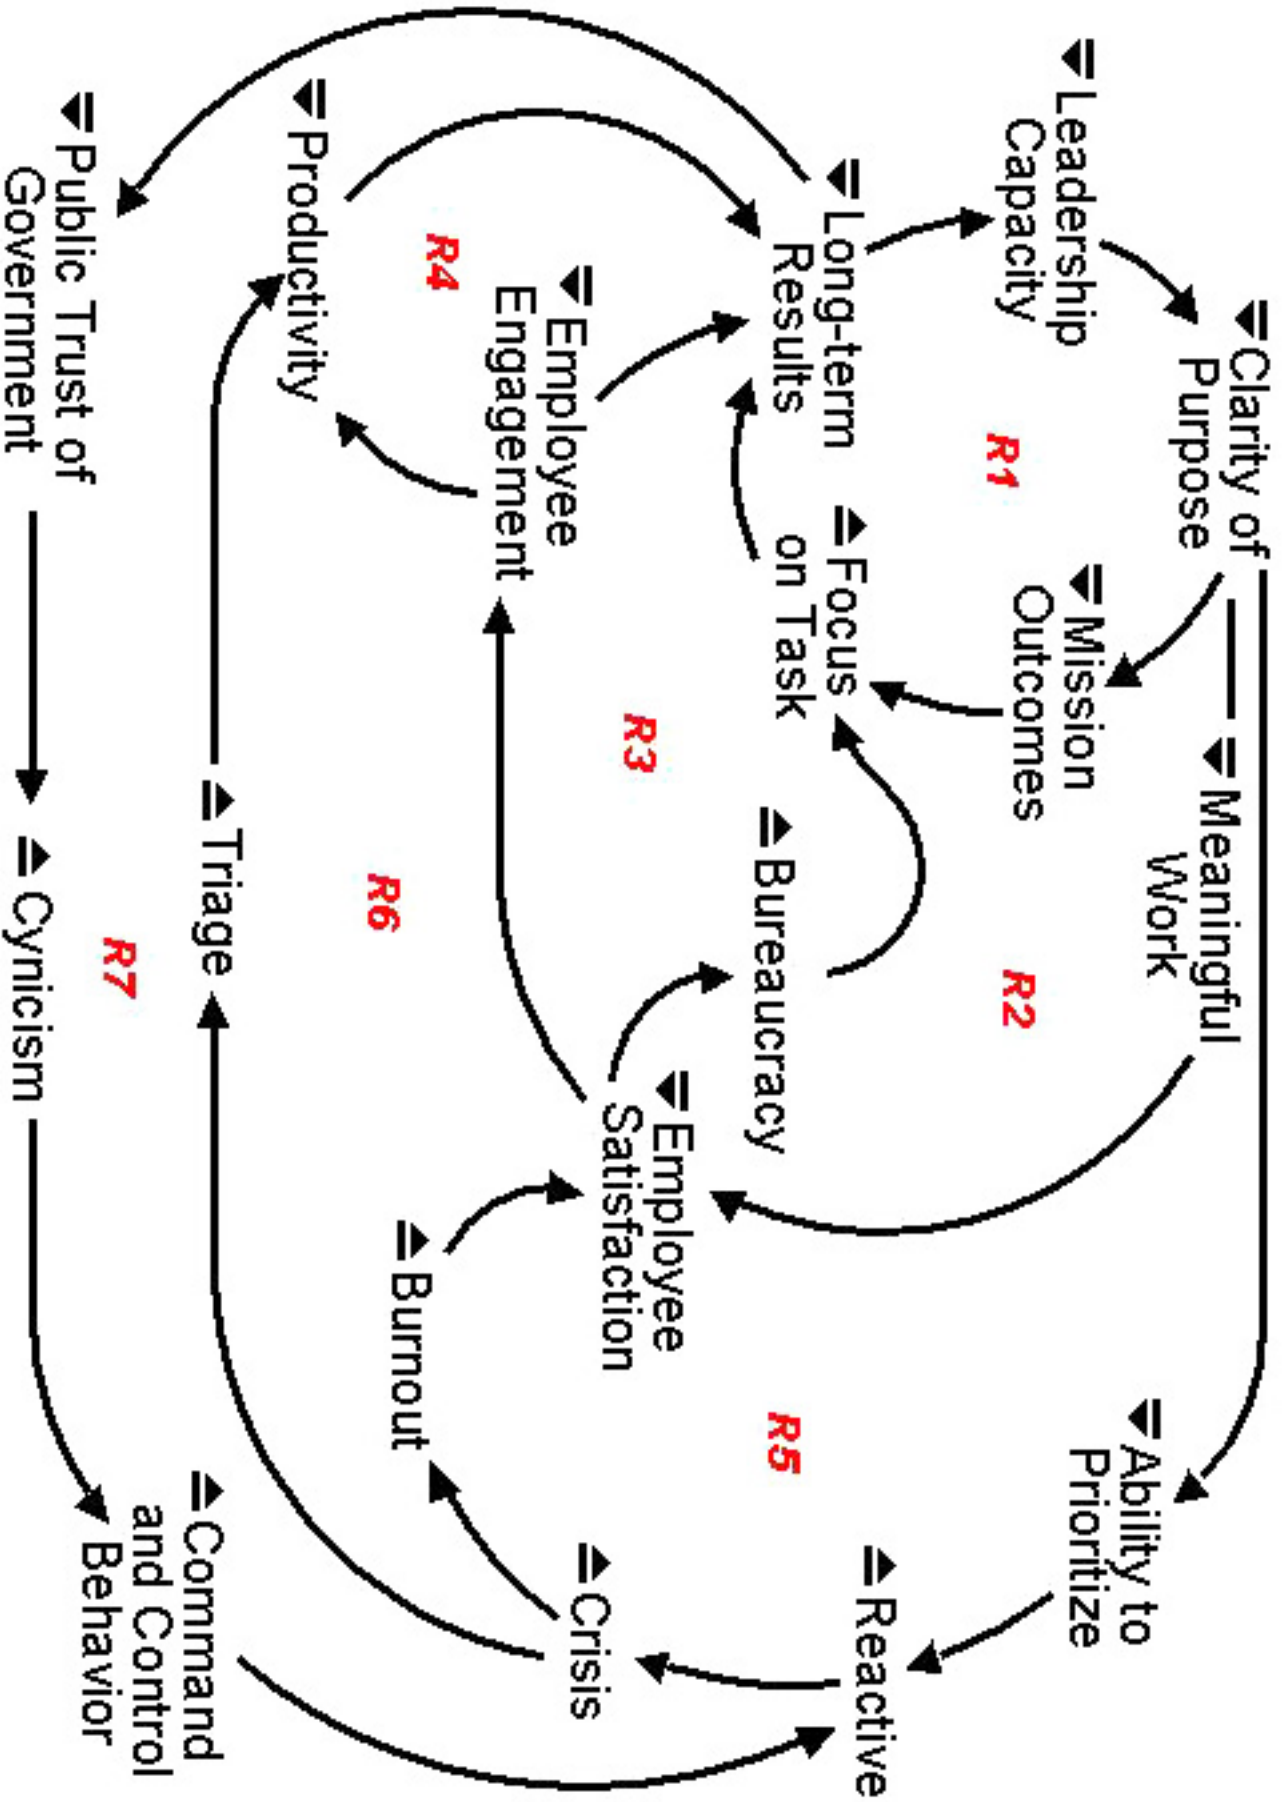 Clarity of
Purpose
Meaningful
Work
Leadership
Capacity
Mission
Outcomes
Ability to
Prioritize
R1
R2
Long-term
Results
Focus
on Task
Reactive
Bureaucracy
R5
R3
Employee
Satisfaction
Crisis
Employee
Engagement
R4
R6
Burnout
Productivity
Triage
Command
and Control
Behavior
R7
Public Trust of
Government
Cynicism